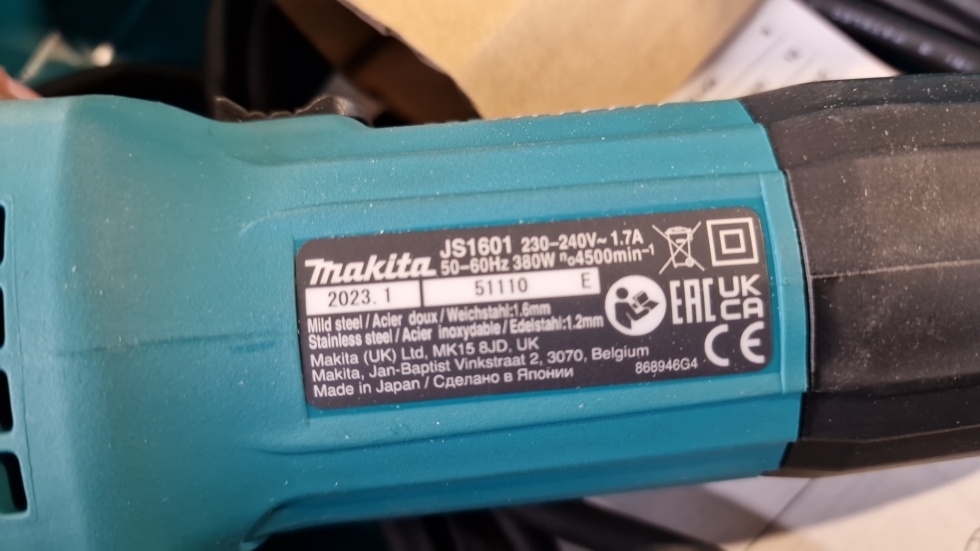 makita JS1601 230-240V~ 1.7A
50-60Hz 380W n₀4500min⁻¹
2023. 1 51110 E
Mild steel / Acier doux / Weichstahl:1.6mm
Stainless steel / Acier inoxydable / Edelstahl:1.2mm
Makita (UK) Ltd, MK15 8JD, UK
Makita, Jan-Baptist Vinkstraat 2, 3070, Belgium
Made in Japan / Сделано в Японии
868946G4
EAC
UK
CA
CE